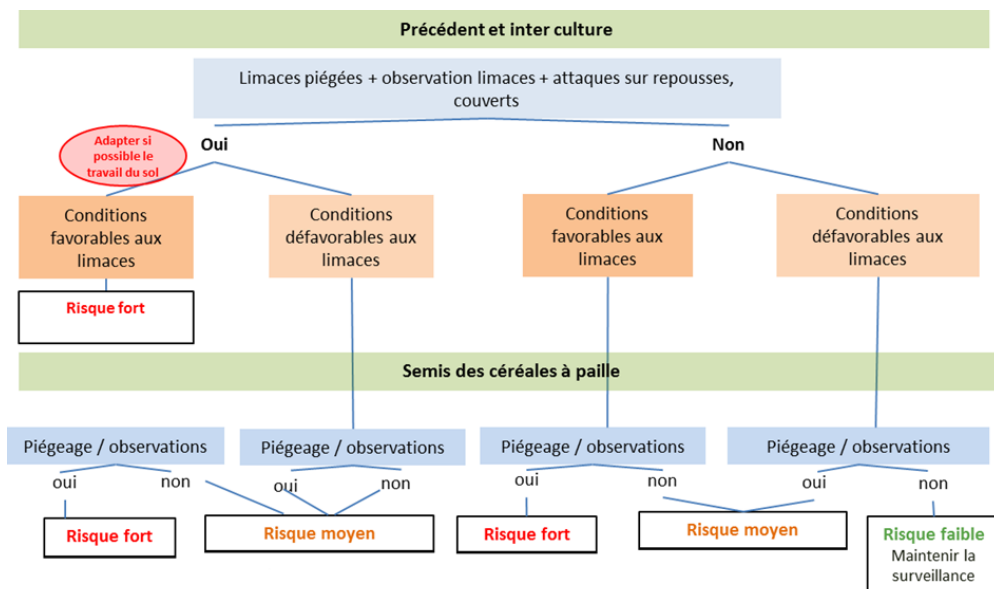 Précédent et inter culture
Limaces piégées + observation limaces + attaques sur repousses,
couverts
Adapter si
possible le
travail du sol
Oui
Non
Conditions
favorables aux
limaces
Conditions
défavorables aux
limaces
Conditions
favorables aux
limaces
Conditions
défavorables aux
limaces
Risque fort
Semis des céréales à paille
Piégeage / observations
Piégeage / observations
Piégeage / observations
Piégeage / observations
oui
non
oui
non
oui
non
oui
non
Risque fort
Risque moyen
Risque fort
Risque moyen
Risque faible
Maintenir la
surveillance